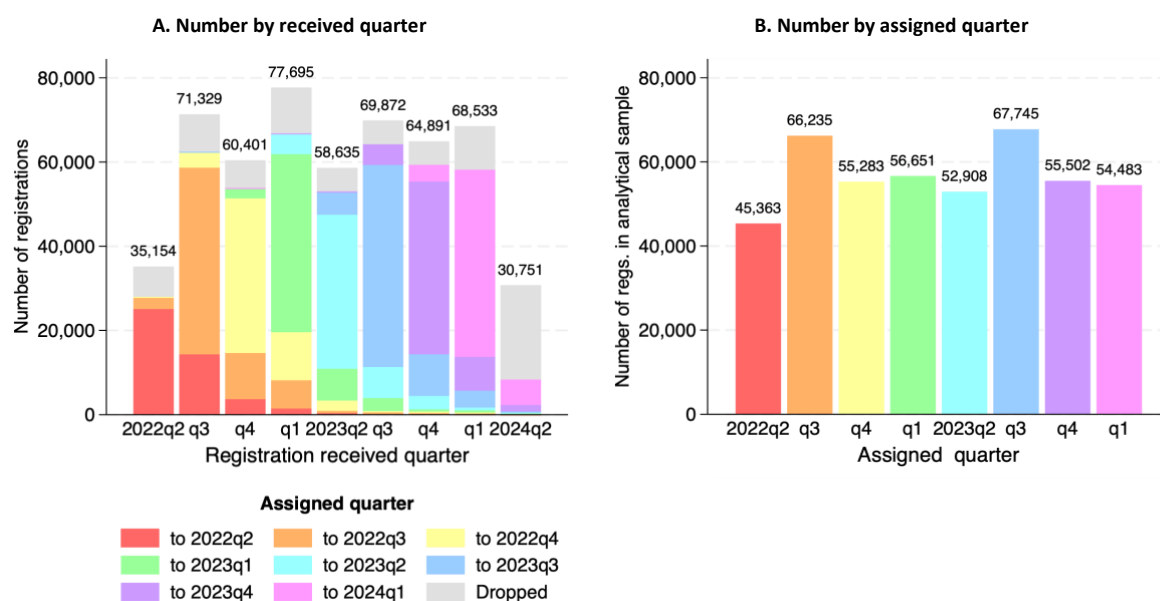 A. Number by received quarter
Number of registrations
80,000
60,000
40,000
20,000
0
35,154
71,329
60,401
77,695
58,635
69,872
64,891
68,533
30,751
2022q2 q3 q4 q1 2023q2 q3 q4 q1 2024q2
Registration received quarter
Assigned quarter
to 2022q2 to 2022q3 to 2022q4
to 2023q1 to 2023q2 to 2023q3
to 2023q4 to 2024q1 Dropped
B. Number by assigned quarter
Number of regs. in analytical sample
80,000
60,000
40,000
20,000
0
45,363
66,235
55,283
56,651
52,908
67,745
55,502
54,483
2022q2 q3 q4 q1 2023q2 q3 q4 q1
Assigned quarter